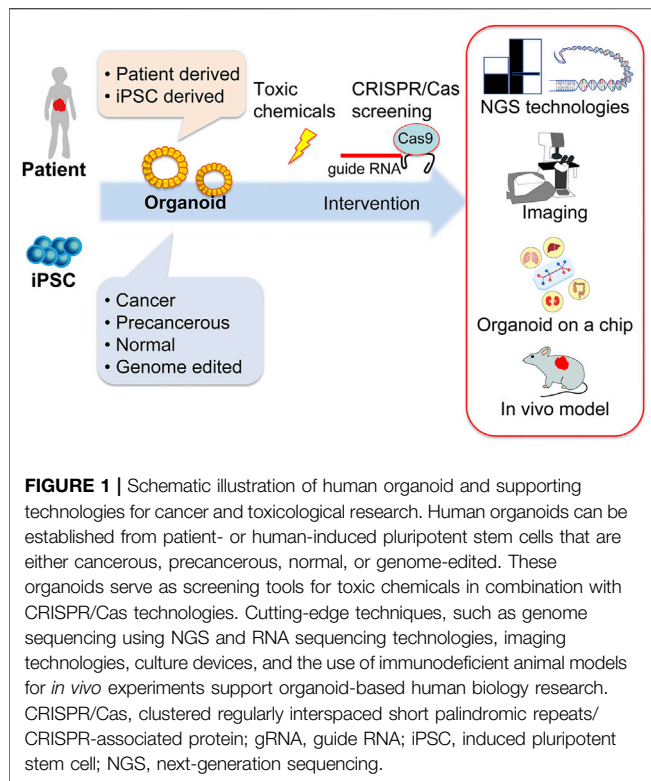 • Patient derived
• iPSC derived
Toxic
chemicals
CRISPR/Cas
screening
Cas9
guide RNA
Patient
Organoid
Intervention
iPSC
• Cancer
• Precancerous
• Normal
• Genome edited
NGS technologies
Imaging
Organoid on a chip
In vivo model
FIGURE 1 | Schematic illustration of human organoid and supporting
technologies for cancer and toxicological research. Human organoids can be
established from patient- or human-induced pluripotent stem cells that are
either cancerous, precancerous, normal, or genome-edited. These
organoids serve as screening tools for toxic chemicals in combination with
CRISPR/Cas technologies. Cutting-edge techniques, such as genome
sequencing using NGS and RNA sequencing technologies, imaging
technologies, culture devices, and the use of immunodeficient animal models
for in vivo experiments support organoid-based human biology research.
CRISPR/Cas, clustered regularly interspaced short palindromic repeats/
CRISPR-associated protein; gRNA, guide RNA; iPSC, induced pluripotent
stem cell; NGS, next-generation sequencing.